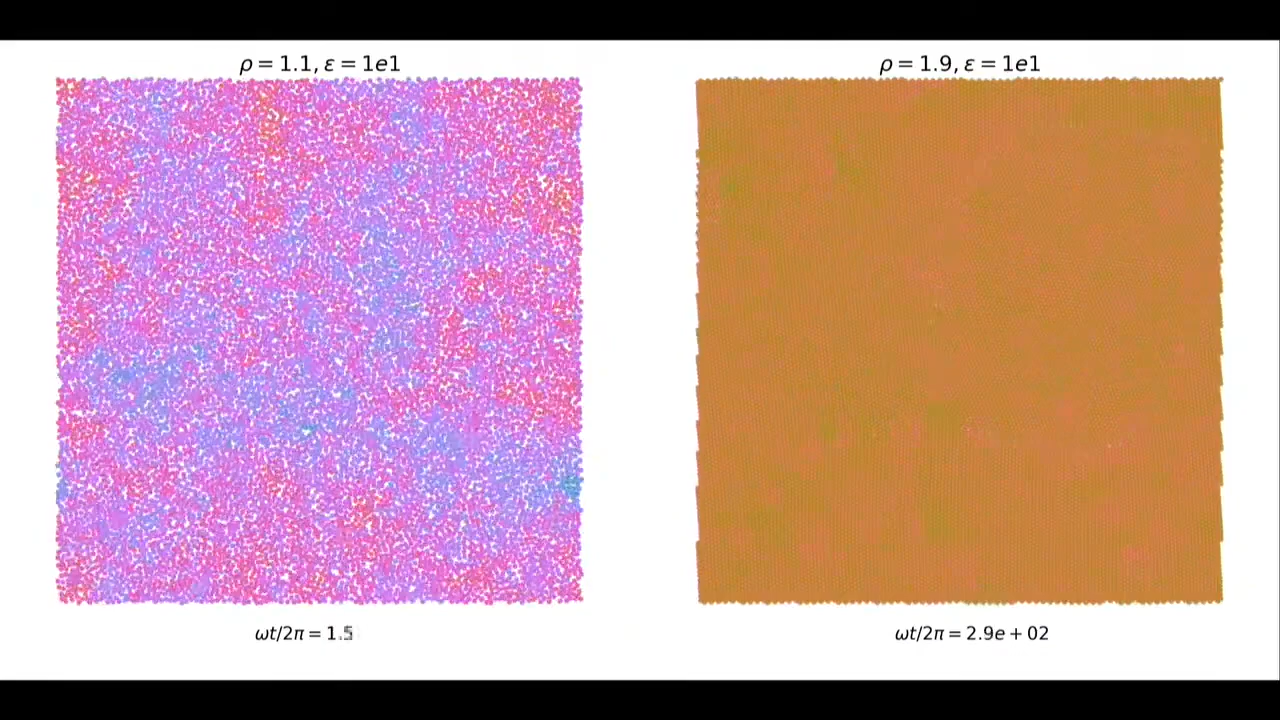 ρ = 1.1, ε = 1e1
ρ = 1.9, ε = 1e1
ωt/2π = 1.5
ωt/2π = 2.9e + 02